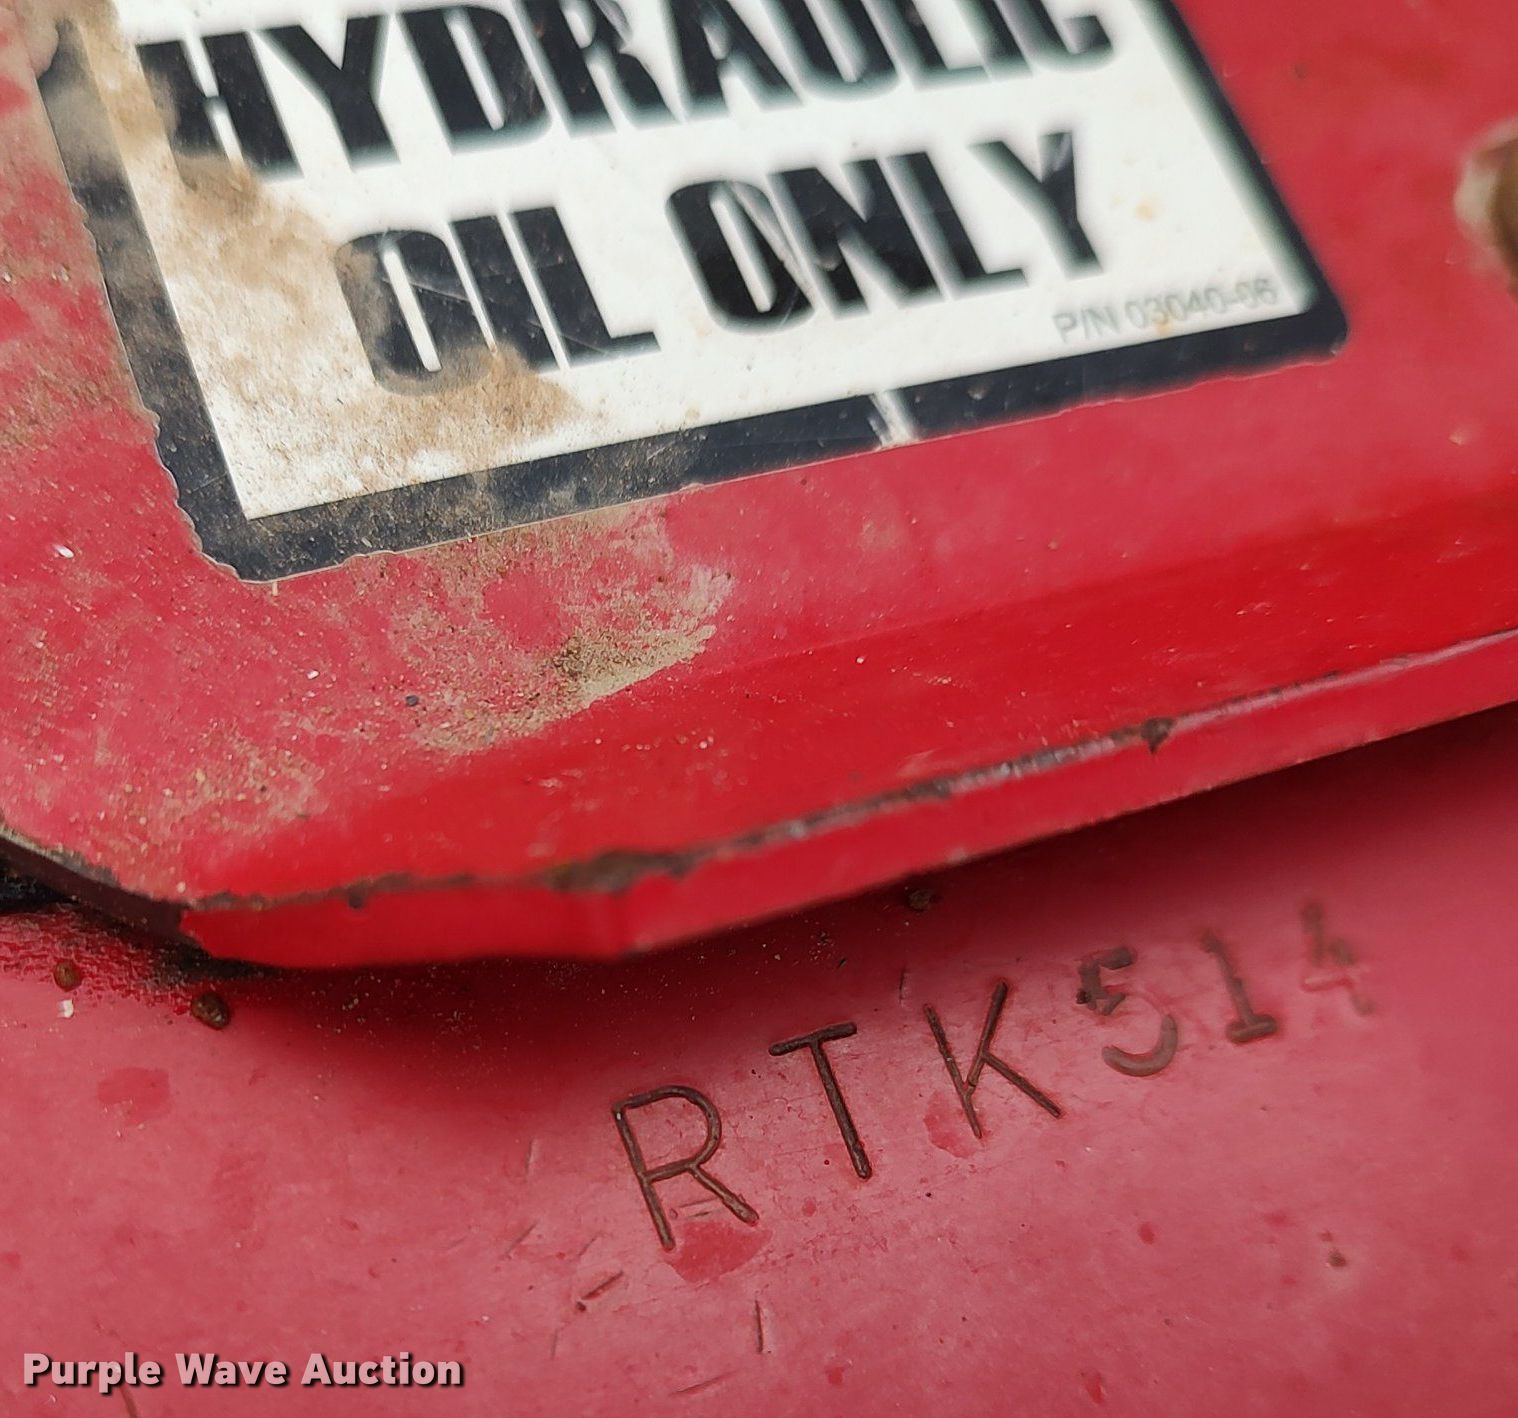 HYDRAULIC
OIL ONLY
P/N 03040-06
RTK514
Purple Wave Auction